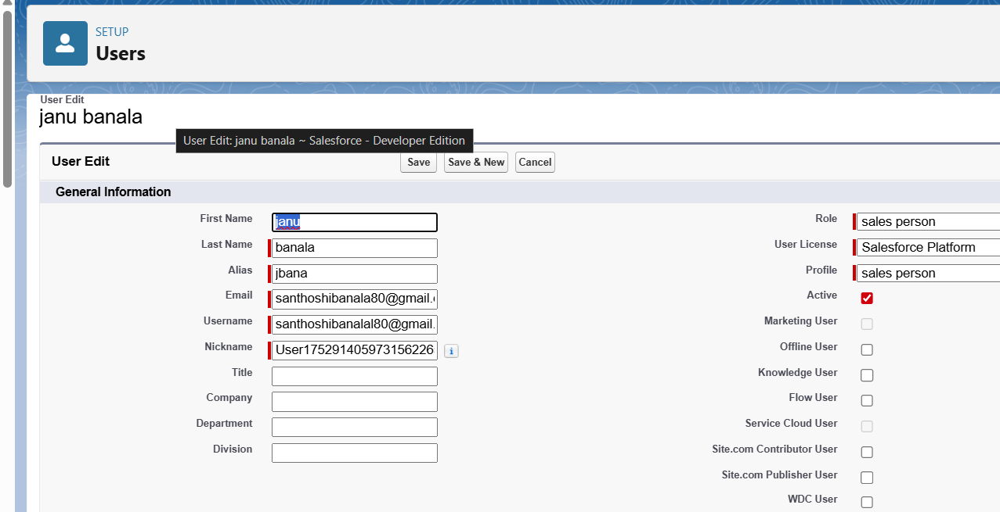 SETUP
Users
User Edit
janu banala
User Edit: janu banala ~ Salesforce - Developer Edition
User Edit
Save
Save & New
Cancel
General Information
First Name janu
Last Name banala
Alias jbana
Email santhoshibanala80@gmail.
Username santhoshibanalal80@gmail.
Nickname User175291405973156226 i
Title
Company
Department
Division
Role sales person
User License Salesforce Platform
Profile sales person
Active
Marketing User
Offline User
Knowledge User
Flow User
Service Cloud User
Site.com Contributor User
Site.com Publisher User
WDC User